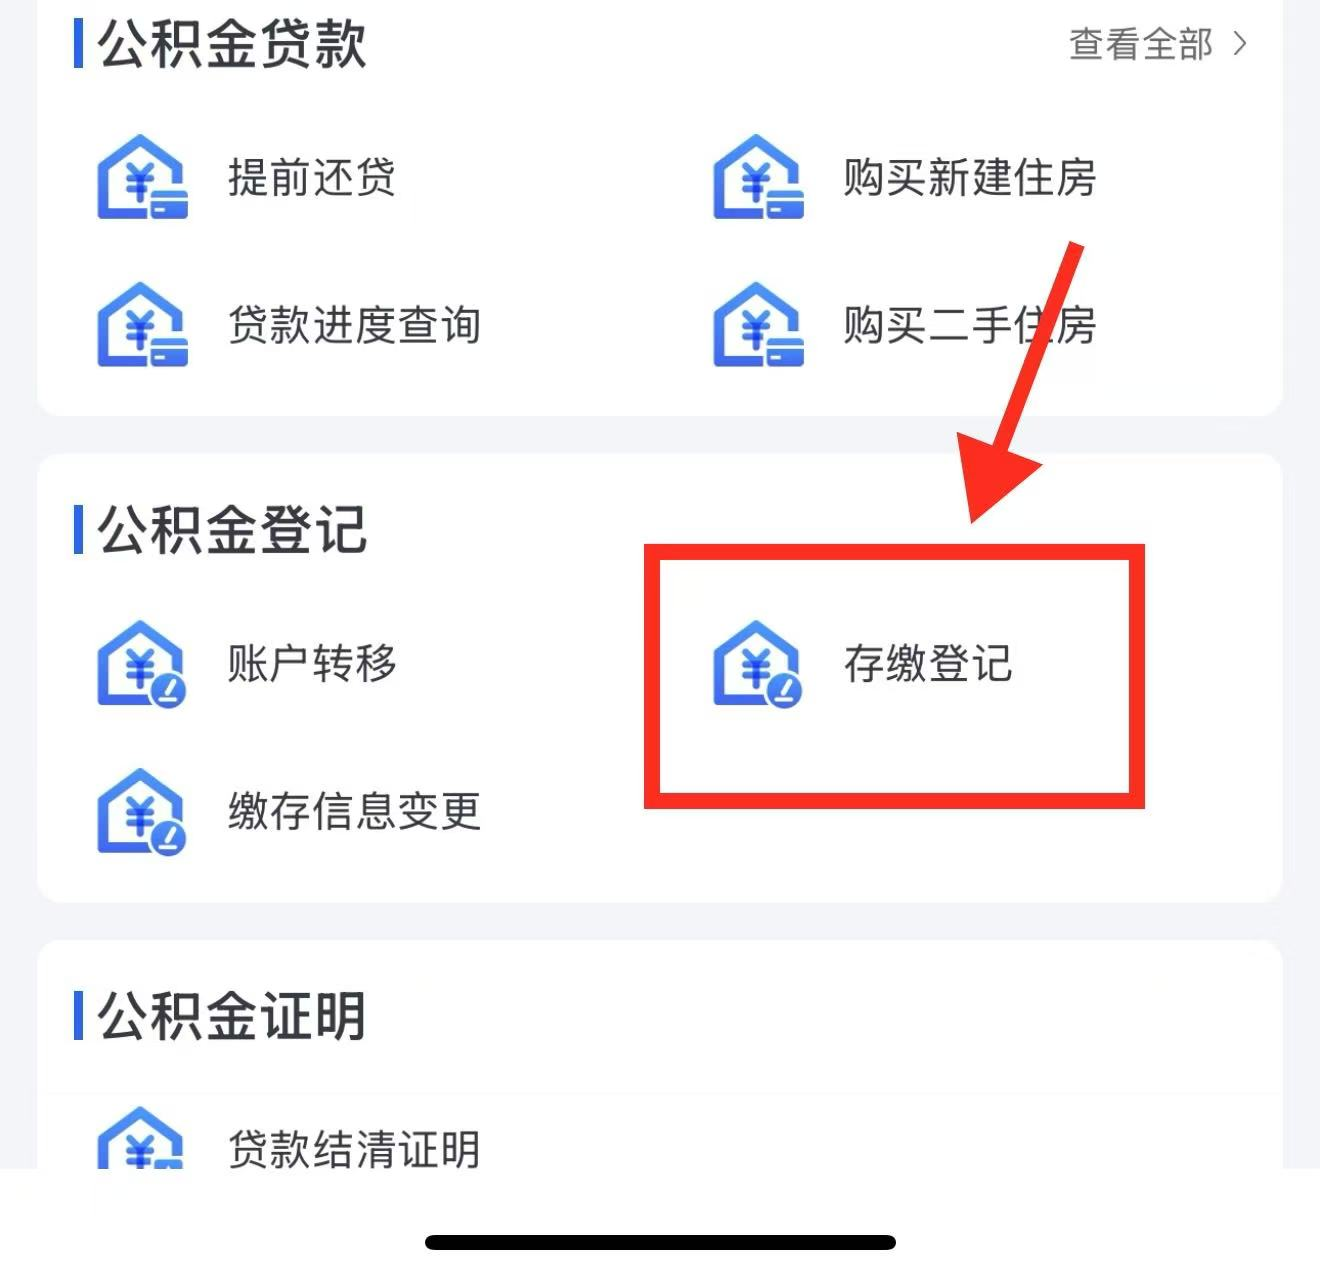 公积金贷款
查看全部
提前还贷
购买新建住房
贷款进度查询
购买二手住房
公积金登记
账户转移
存缴登记
缴存信息变更
公积金证明
贷款结清证明